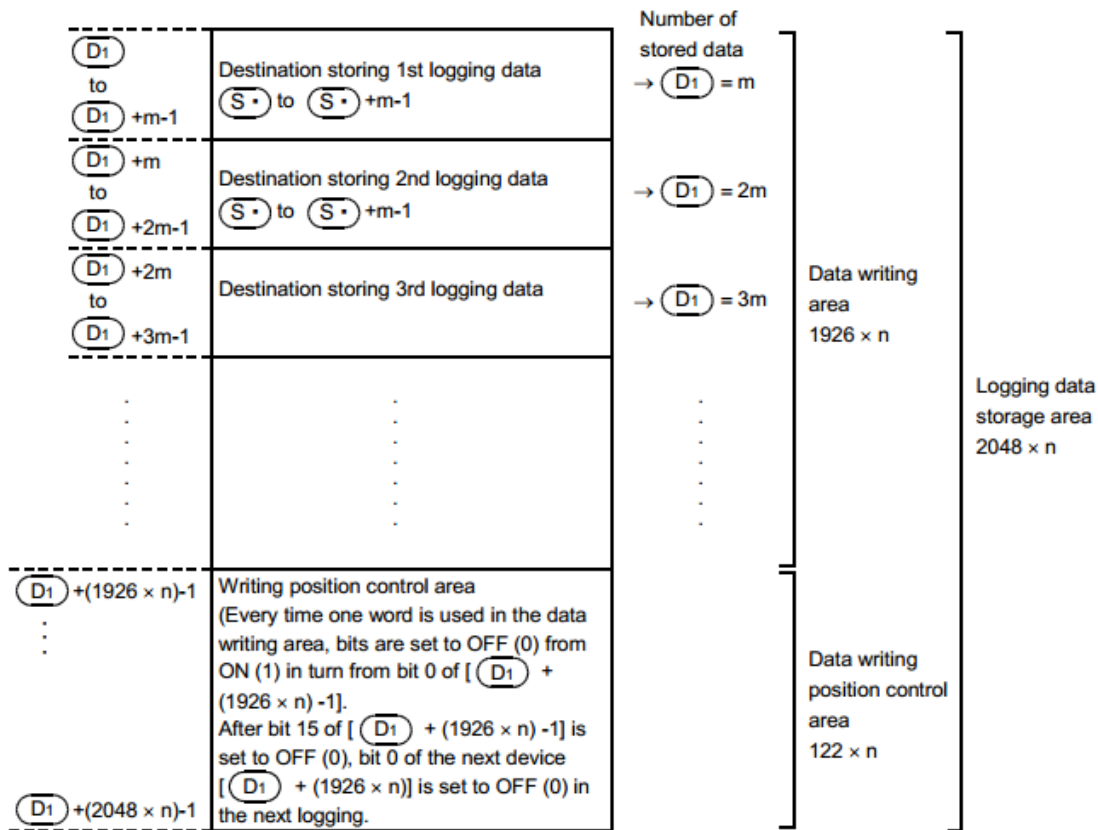 Number of
stored data
D1
to
D1 +m-1
Destination storing 1st logging data
S · to S · +m-1
→ D1 = m
D1 +m
to
D1 +2m-1
Destination storing 2nd logging data
S · to S · +m-1
→ D1 = 2m
D1 +2m
to
D1 +3m-1
Destination storing 3rd logging data
→ D1 = 3m
Data writing
area
1926 × n
Logging data
storage area
2048 × n
D1 +(1926 × n)-1
D1 +(2048 × n)-1
Writing position control area
(Every time one word is used in the data
writing area, bits are set to OFF (0) from
ON (1) in turn from bit 0 of [ D1 +
(1926 × n) -1].
After bit 15 of [ D1 + (1926 × n) -1] is
set to OFF (0), bit 0 of the next device
[ D1 + (1926 × n)] is set to OFF (0) in
the next logging.
Data writing
position control
area
122 × n